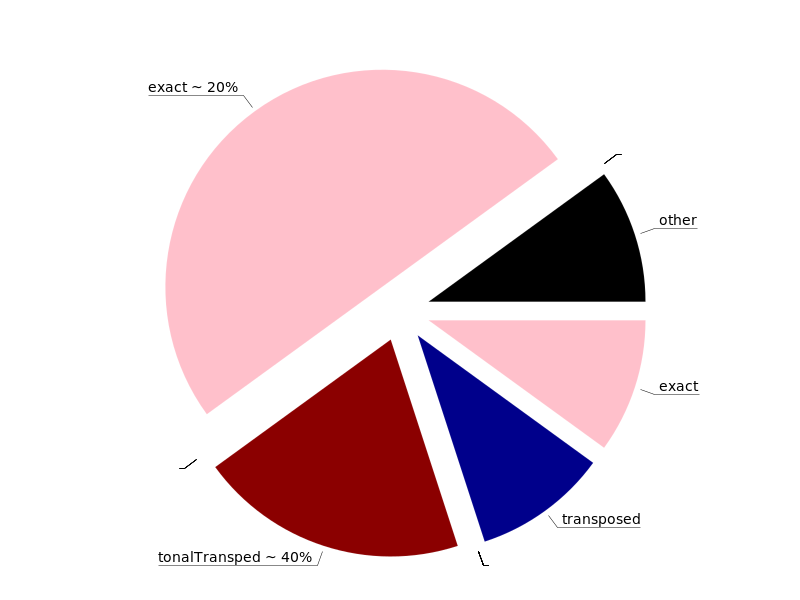 exact ~ 20%
other
exact
transposed
tonalTransped ~ 40%